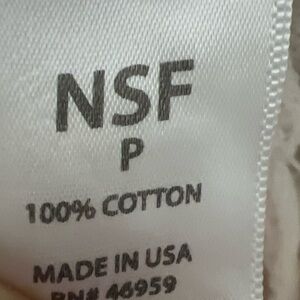 NSF
P
100% COTTON
MADE IN USA
RN# 46959